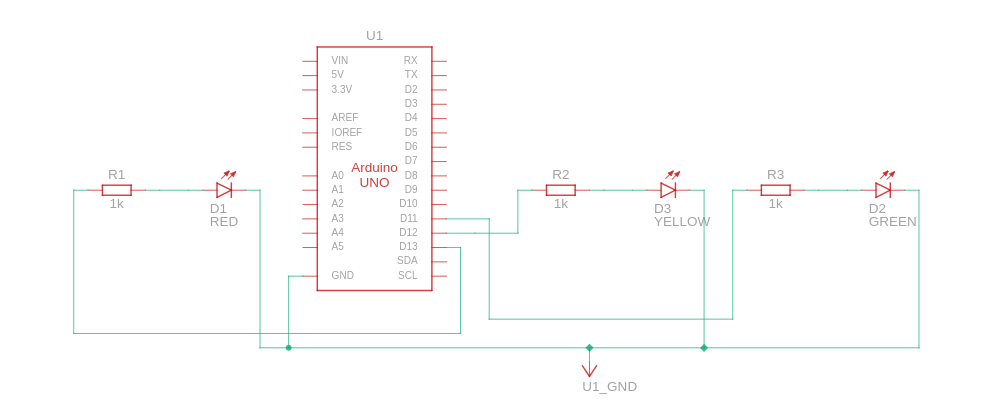 U1
VIN
5V
3.3V
AREF
IOREF
RES
A0
A1
A2
A3
A4
A5
GND
RX
TX
D2
D3
D4
D5
D6
D7
D8
D9
D10
D11
D12
D13
SDA
SCL
Arduino
UNO
R1
1k
D1
RED
R2
1k
D3
YELLOW
R3
1k
D2
GREEN
U1_GND